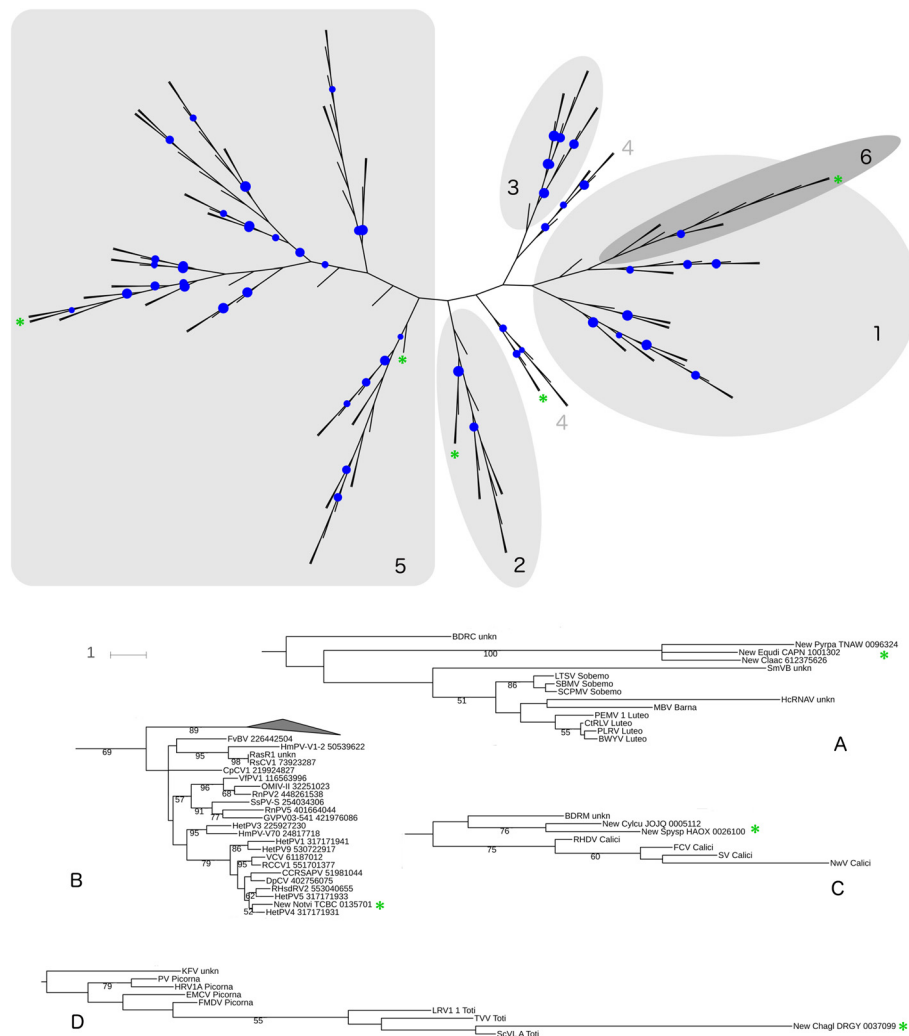 4
6
3
*
1
*
*
*
4
*
5
2
1
BDRC unkn
New Pyrpa TNAW 0096324
100
New Equdi CAPN 1001302
*
New Claac 612375626
SmVB unkn
LTSV Sobemo
86
SBMV Sobemo
51
SCPMV Sobemo
HcRNAV unkn
MBV Barna
PEMV 1 Luteo
CtRLV Luteo
55
PLRV Luteo
BWYV Luteo
A
89
FvBV 226442504
69
HmPV-V1-2 50539622
95
RasR1 unkn
98
RsCV1 73923287
CpCV1 219924827
VfPV1 116563996
96
OMIV-II 32251023
68
RnPV2 448261538
57
SsPV-S 254034306
91
RnPV5 401664044
77
GVPV03-541 421976086
HetPV3 225927230
95
HmPV-V70 24817718
HetPV1 317171941
86
HetPV9 530722917
79
VCV 61187012
95
RCCV1 551701377
CCRSAPV 51981044
DpCV 402756075
RHsdRV2 553040655
62
HetPV5 317171933
New Notvi TCBC 0135701
*
52
HetPV4 317171931
B
BDRM unkn
New Cylcu JOJQ 0005112
76
New Spysp HAOX 0026100
*
RHDV Calici
75
FCV Calici
60
SV Calici
NwV Calici
C
KFV unkn
PV Picorna
79
HRV1A Picorna
EMCV Picorna
FMDV Picorna
LRV1 1 Toti
55
TVV Toti
New Chagl DRGY 0037099
*
ScVL A Toti
D